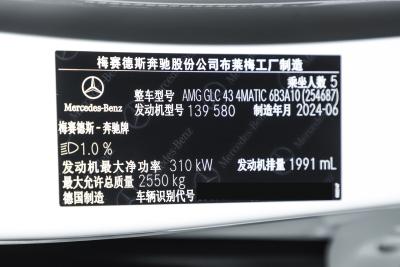 梅赛德斯奔驰股份公司布莱梅工厂制造
乘坐人数 5
整车型号 AMG GLC 43 4MATIC 6B3A10 (254687)
Mercedes-Benz 发动机型号 139 580 制造年月 2024-06
梅赛德斯-奔驰牌
1.0 %
发动机最大净功率 310 kW 发动机排量 1991 mL
最大允许总质量 2550 kg
德国制造 车辆识别代号